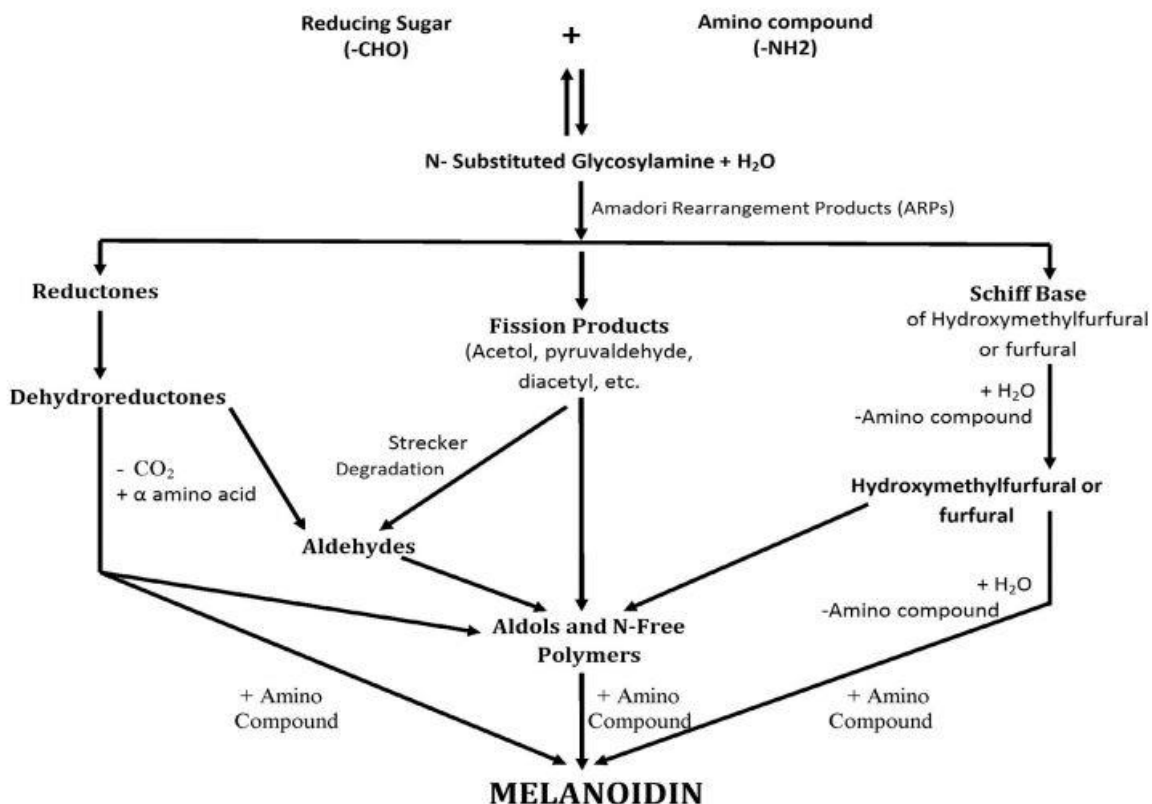 Reducing Sugar
(-CHO)
+
Amino compound
(-NH2)
N- Substituted Glycosylamine + H₂O
Amadori Rearrangement Products (ARPs)
Reductones
Fission Products
(Acetol, pyruvaldehyde,
diacetyl, etc.
Schiff Base
of Hydroxymethylfurfural
or furfural
Dehydroreductones
+ H₂O
-Amino compound
Strecker
Degradation
- CO₂
+ α amino acid
Hydroxymethylfurfural or
furfural
Aldehydes
+ H₂O
-Amino compound
Aldols and N-Free
Polymers
+ Amino
Compound
+ Amino
Compound
+ Amino
Compound
MELANOIDIN